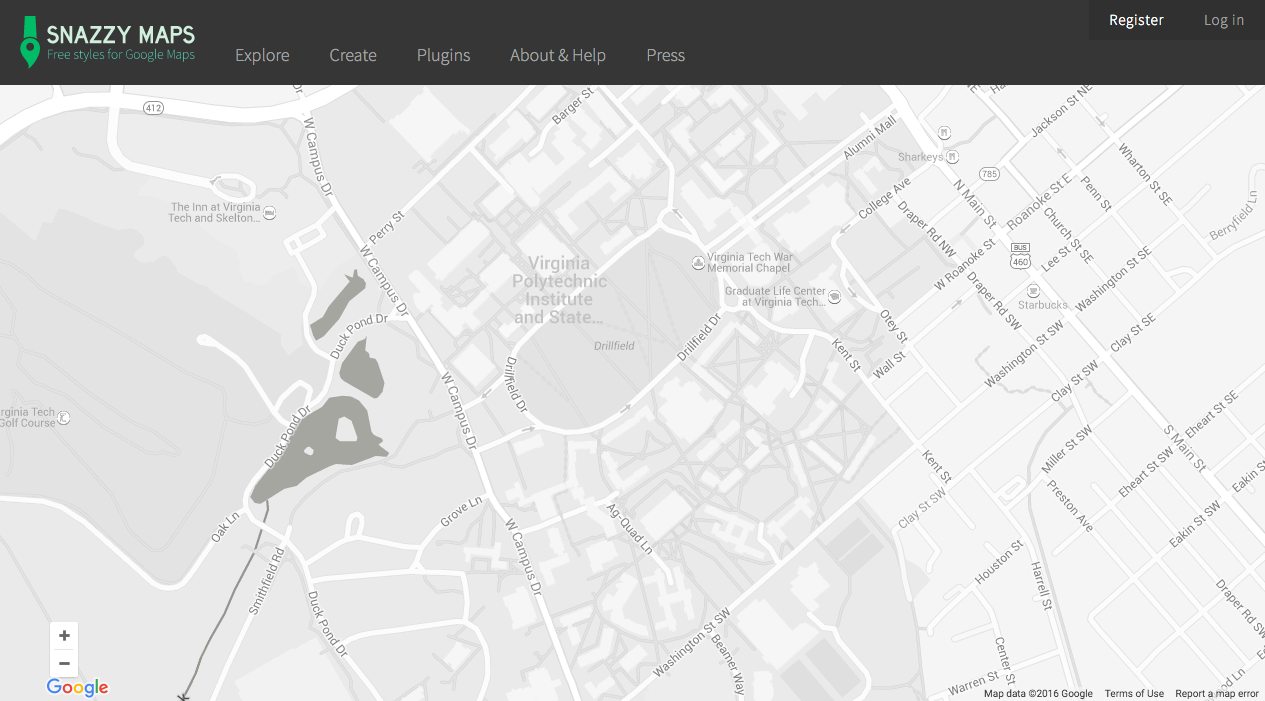 SNAZZY MAPS
Free styles for Google Maps
Explore
Create
Plugins
About & Help
Press
Register
Log in
412
W Campus Dr
Barger St
Alumni Mall
Sharkeys
785
Jackson St NE
Wharton St SE
Penn St
Roanoke St E
Berryfield Ln
The Inn at Virginia
Tech and Skelton...
Perry St
W Campus Dr
College Ave
N Main St
Draper Rd NW
Church St SE
Lee St SE
BUS
460
W Roanoke St
Washington St SE
Virginia
Polytechnic
Institute
and State...
Virginia Tech War
Memorial Chapel
Graduate Life Center
at Virginia Tech...
Starbucks
Draper Rd SW
Duck Pond Dr
Drillfield
Drillfield Dr
Drillfield Dr
Otey St
Kent St
Wall St
Washington St SW
Clay St SE
Clay St SW
W Campus Dr
rginia Tech
Golf Course
Duck Pond Dr
Eheart St SE
S Main St
Miller St SW
Eheart St SW
Kent St
Eakin St
Preston Ave
Clay St SW
Eakin St SW
Oak Ln
Grove Ln
W Campus Dr
Ag-Quad Ln
Smithfield Rd
Duck Pond Dr
Houston St
Harrell St
Draper Rd SW
Washington St SW
Beamer Way
Center St
Warren St
+
−
Google
Map data ©2016 Google
Terms of Use
Report a map error